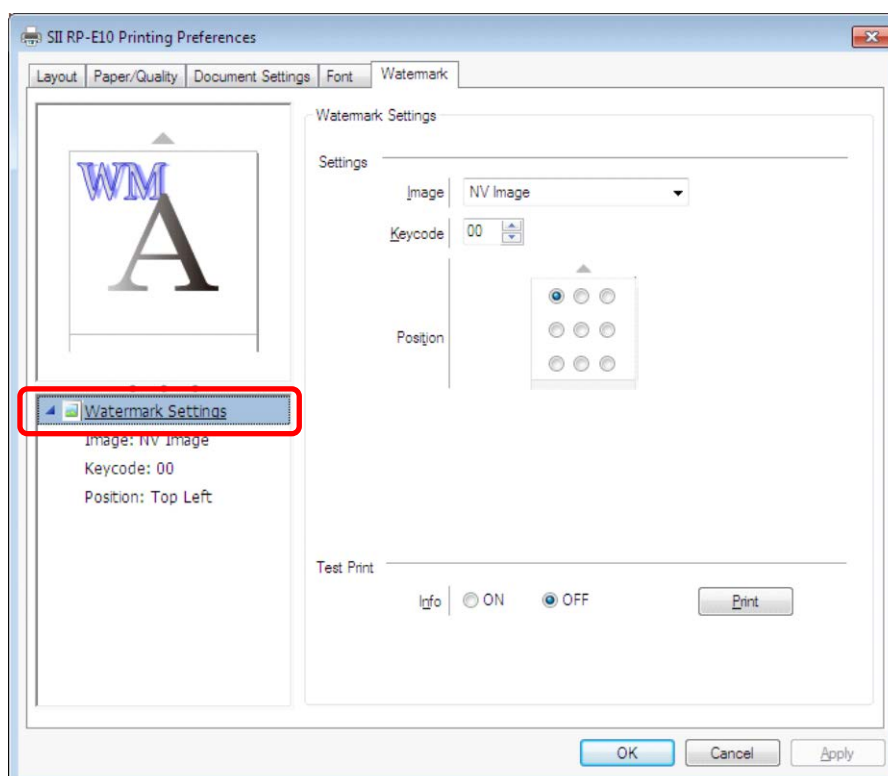 SII RP-E10 Printing Preferences
Layout Paper/Quality Document Settings Font Watermark
WM
A
Watermark Settings
Image: NV Image
Keycode: 00
Position: Top Left
Watermark Settings
Settings
Image NV Image
Keycode 00
Position
Test Print
Info ON OFF Print
OK Cancel Apply